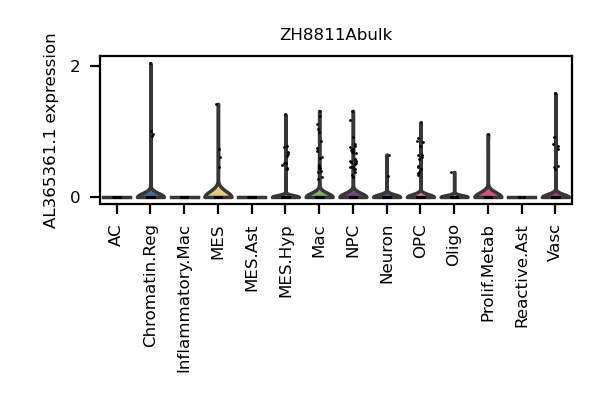 ZH8811Abulk
AL365361.1 expression
2
0
AC
Chromatin.Reg
Inflammatory.Mac
MES
MES.Ast
MES.Hyp
Mac
NPC
Neuron
OPC
Oligo
Prolif.Metab
Reactive.Ast
Vasc